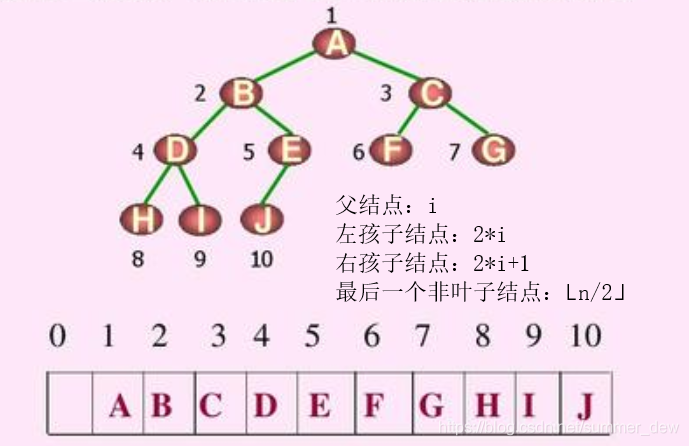 1
A
2 B 3 C
4 D 5 E 6 F 7 G
H I J
8 9 10
父结点: i
左孩子结点: 2*i
右孩子结点: 2*i+1
最后一个非叶子结点: ⌊n/2⌋
0 1 2 3 4 5 6 7 8 9 10
A B C D E F G H I J
https://blog.csdn.net/summer_dew